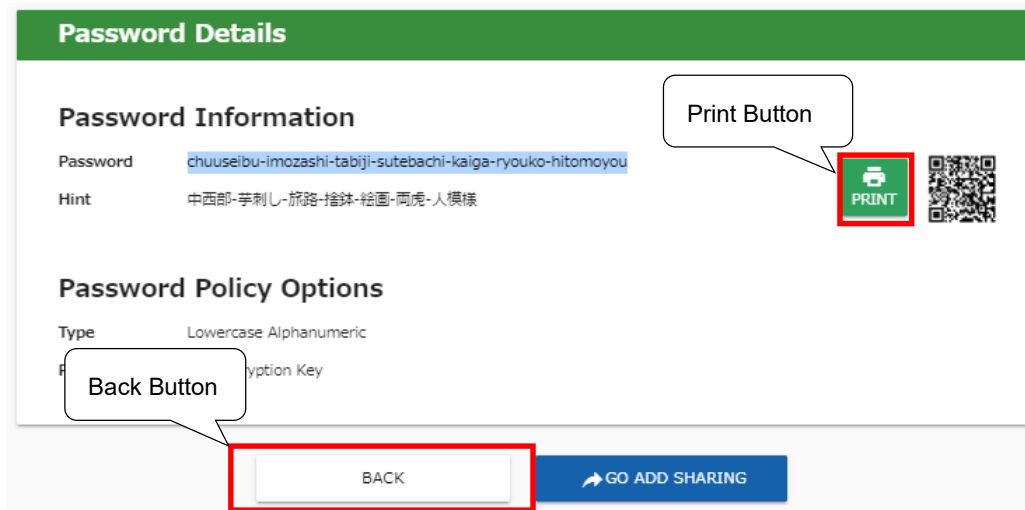 Password Details
Password Information
Print Button
Password chuuseibu-imozashi-tabiji-sutebachi-kaiga-ryouko-hitomoyou
Hint 中西部-芋刺し-旅路-捨鉢-絵画-両虎-人模様
PRINT
Password Policy Options
Type Lowercase Alphanumeric
Back Button
Key
BACK
GO ADD SHARING